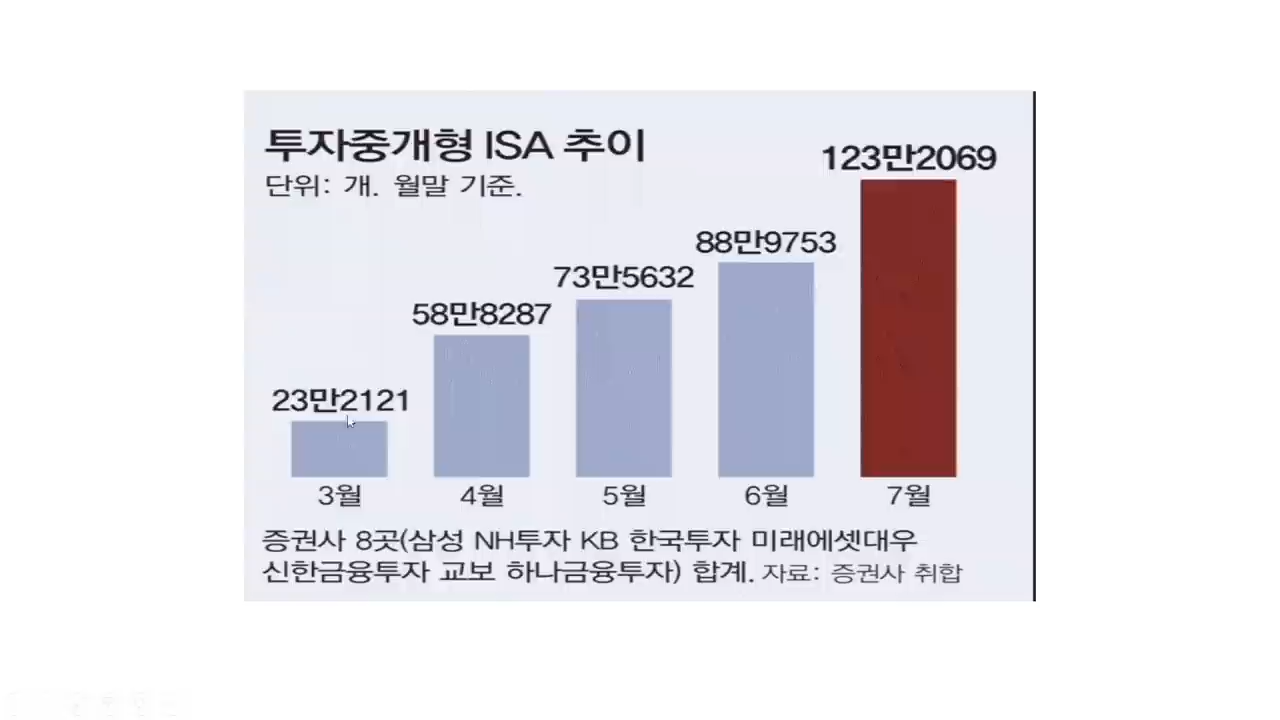 투자중개형 ISA 추이
단위: 개. 월말 기준.
23만2121
58만8287
73만5632
88만9753
123만2069
3월
4월
5월
6월
7월
증권사 8곳(삼성 NH투자 KB 한국투자 미래에셋대우
신한금융투자 교보 하나금융투자) 합계. 자료: 증권사 취합